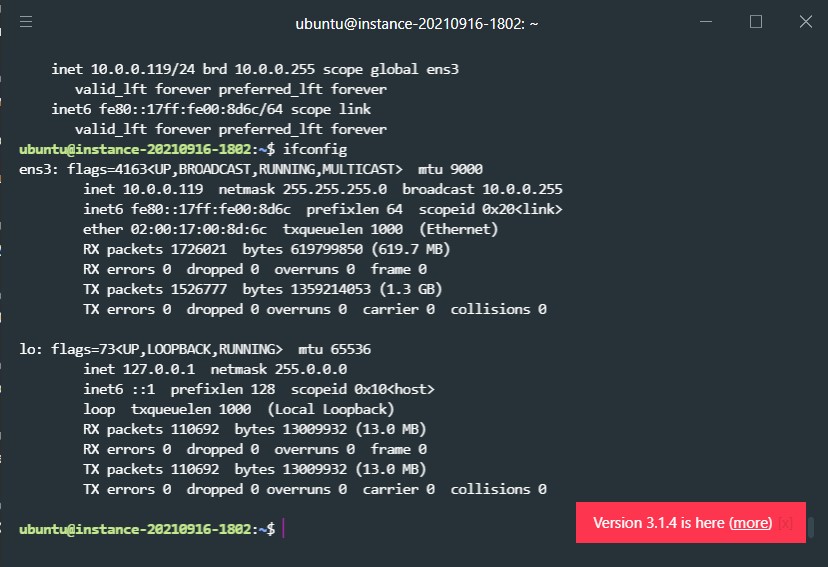 ubuntu@instance-20210916-1802: ~
inet 10.0.0.119/24 brd 10.0.0.255 scope global ens3
valid_lft forever preferred_lft forever
inet6 fe80::17ff:fe00:8d6c/64 scope link
valid_lft forever preferred_lft forever
ubuntu@instance-20210916-1802:~$ ifconfig
ens3: flags=4163<UP,BROADCAST,RUNNING,MULTICAST>  mtu 9000
inet 10.0.0.119  netmask 255.255.255.0  broadcast 10.0.0.255
inet6 fe80::17ff:fe00:8d6c  prefixlen 64  scopeid 0x20<link>
ether 02:00:17:00:8d:6c  txqueuelen 1000  (Ethernet)
RX packets 1726021  bytes 619799850 (619.7 MB)
RX errors 0  dropped 0  overruns 0  frame 0
TX packets 1526777  bytes 1359214053 (1.3 GB)
TX errors 0  dropped 0 overruns 0  carrier 0  collisions 0
lo: flags=73<UP,LOOPBACK,RUNNING>  mtu 65536
inet 127.0.0.1  netmask 255.0.0.0
inet6 ::1  prefixlen 128  scopeid 0x10<host>
loop  txqueuelen 1000  (Local Loopback)
RX packets 110692  bytes 13009932 (13.0 MB)
RX errors 0  dropped 0  overruns 0  frame 0
TX packets 110692  bytes 13009932 (13.0 MB)
TX errors 0  dropped 0 overruns 0  carrier 0  collisions 0
ubuntu@instance-20210916-1802:~$
Version 3.1.4 is here (more) [x]